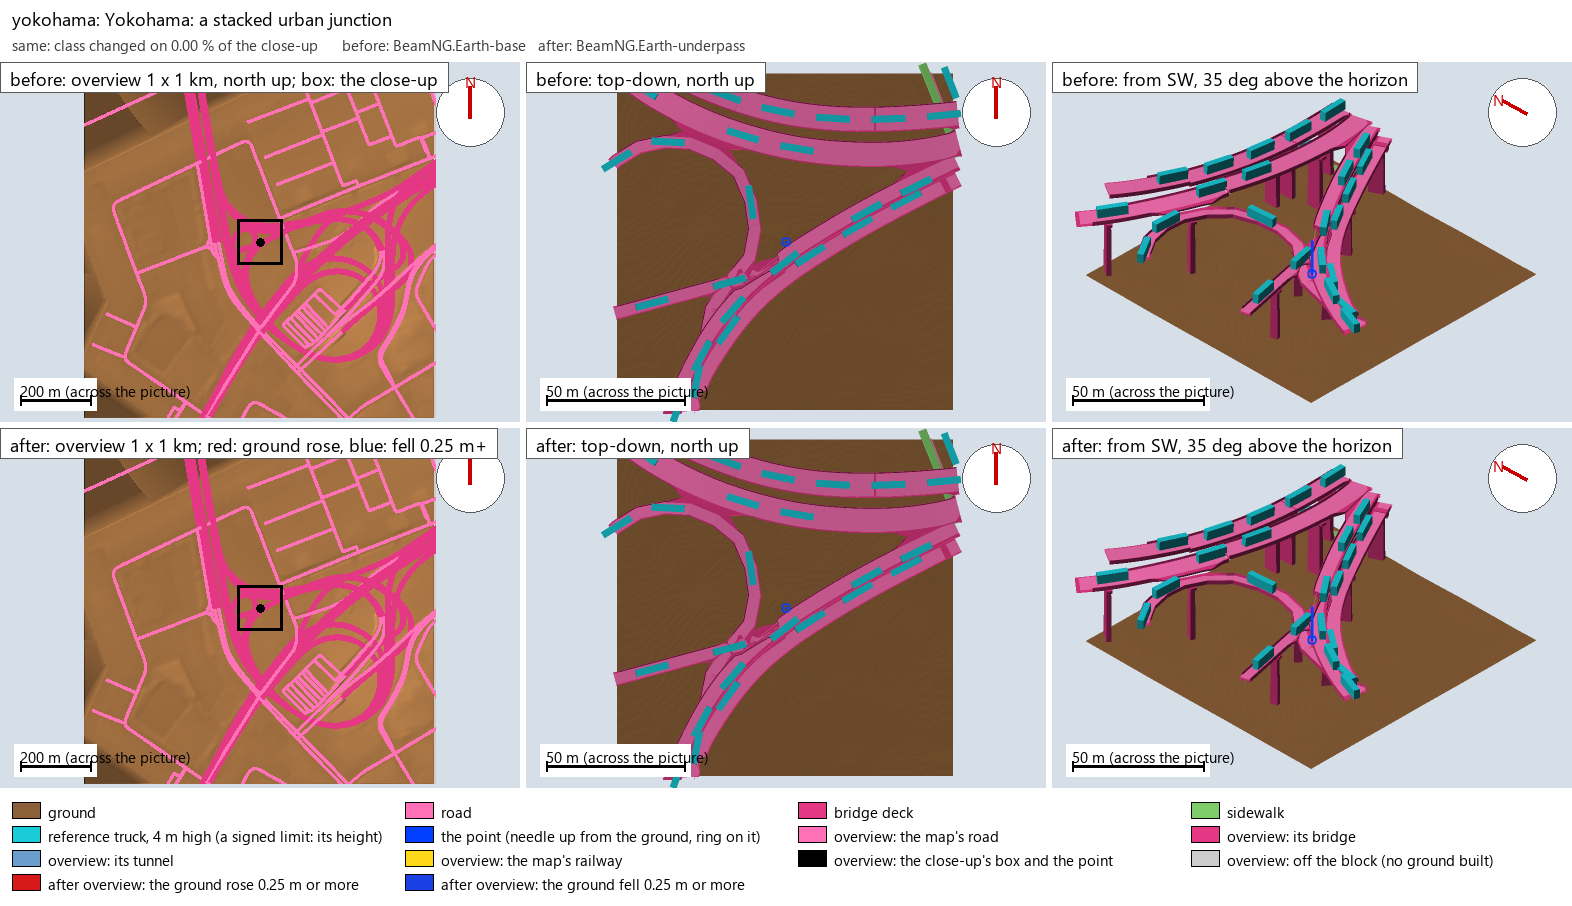 yokohama: Yokohama: a stacked urban junction
same: class changed on 0.00 % of the close-up before: BeamNG.Earth-base after: BeamNG.Earth-underpass
before: overview 1 x 1 km, north up; box: the close-up
N
before: top-down, north up
N
before: from SW, 35 deg above the horizon
N
200 m (across the picture)
50 m (across the picture)
50 m (across the picture)
after: overview 1 x 1 km; red: ground rose, blue: fell 0.25 m+
after: top-down, north up
N
after: from SW, 35 deg above the horizon
N
200 m (across the picture)
50 m (across the picture)
50 m (across the picture)
ground
road
bridge deck
sidewalk
reference truck, 4 m high (a signed limit: its height)
the point (needle up from the ground, ring on it)
overview: the map's road
overview: its bridge
overview: its tunnel
overview: the map's railway
overview: the close-up's box and the point
overview: off the block (no ground built)
after overview: the ground rose 0.25 m or more
after overview: the ground fell 0.25 m or more